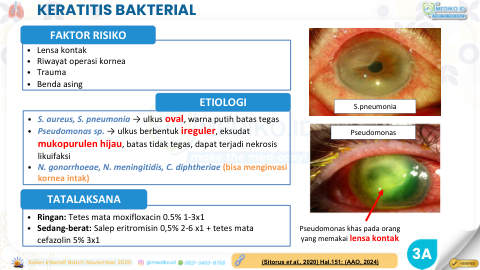 KERATITIS BAKTERIAL
MEDIKO.ID
FAKTOR RISIKO
• Lensa kontak
• Riwayat operasi kornea
• Trauma
• Benda asing
ETIOLOGI
• S. aureus, S. pneumonia → ulkus oval, warna putih batas tegas
• Pseudomonas sp. → ulkus berbentuk ireguler, eksudat
mukopurulen hijau, batas tidak tegas, dapat terjadi nekrosis
likuifaksi
• N. gonorrhoeae, N. meningitidis, C. diphtheriae (bisa menginvasi
kornea intak)
TATALAKSANA
• Ringan: Tetes mata moxifloxacin 0.5% 1-3x1
• Sedang-berat: Salep eritromisin 0,5% 2-6 x1 + tetes mata
cefazolin 5% 3x1
S.pneumonia
Pseudomonas
Pseudomonas khas pada orang
yang memakai lensa kontak
3A
(Sitorus et al., 2020) Hal.151; (AAO, 2024)